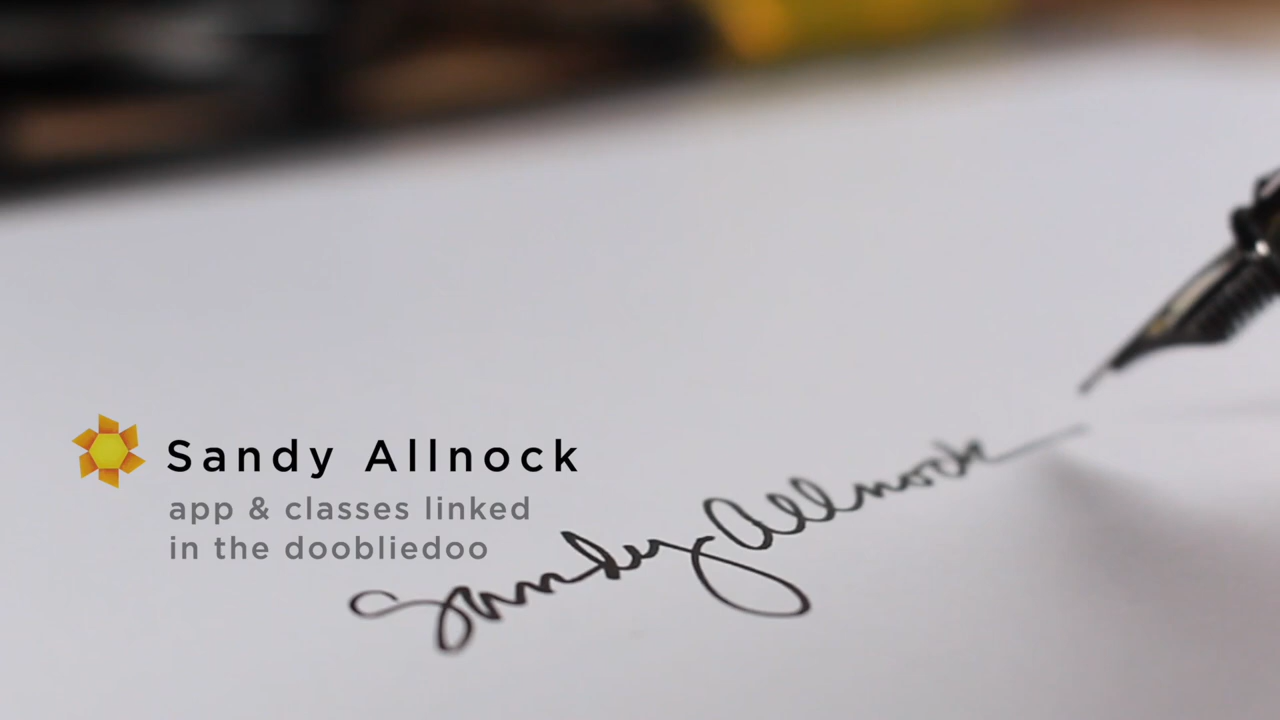 Sandy Allnock
app & classes linked
in the doobliedoo
Sandy Allnock